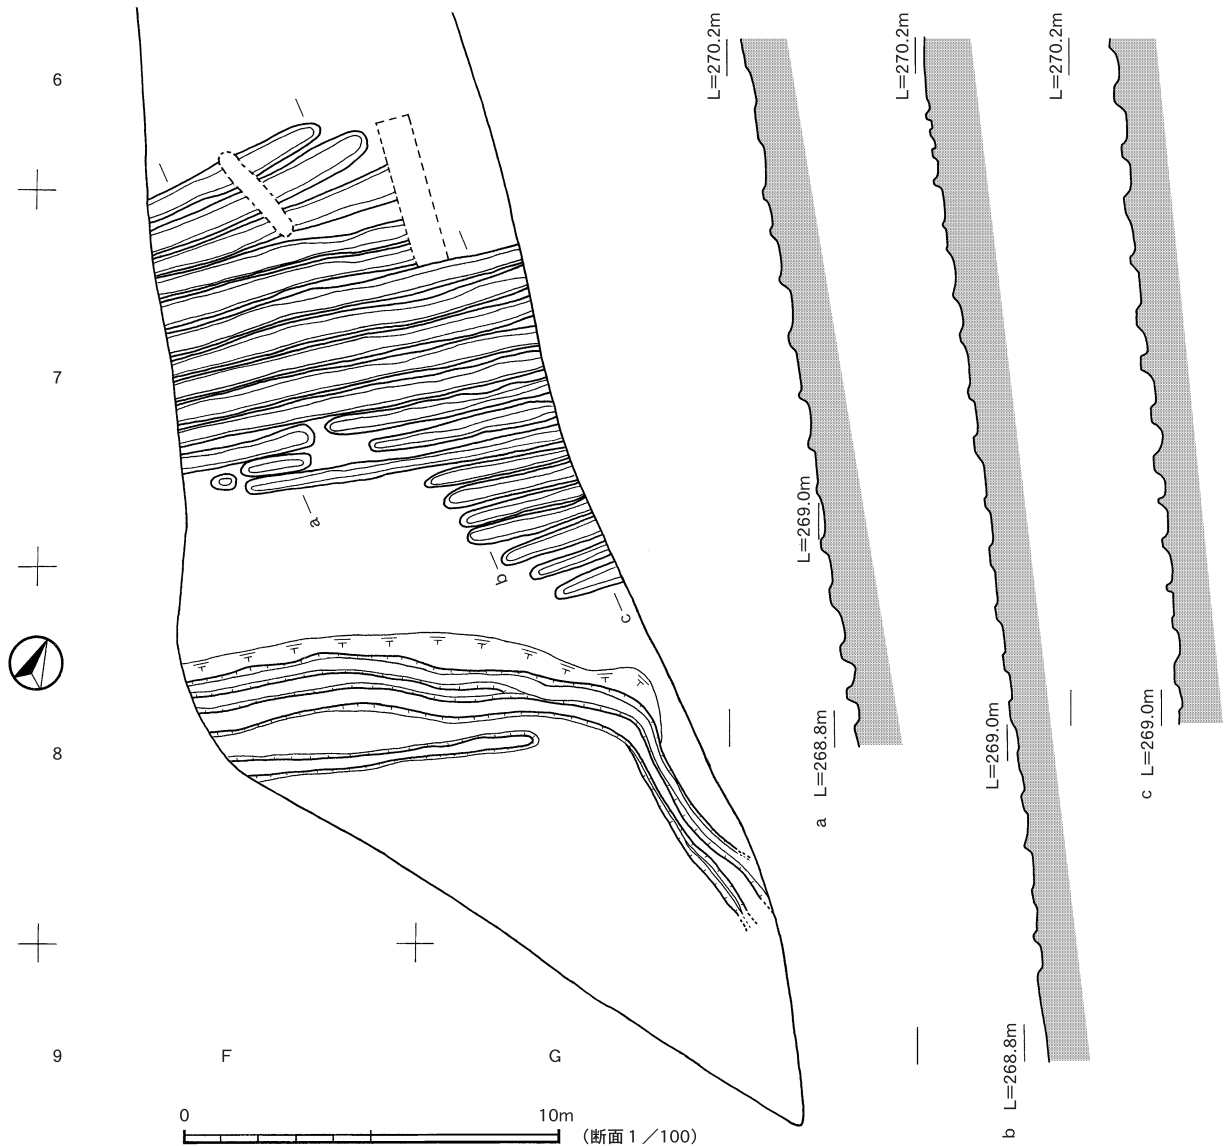 6
7
8
9
F
G
a
b
c
L=270.2m
L=270.2m
L=270.2m
L=269.0m
a L=268.8m
L=269.0m
b L=268.8m
c L=269.0m
0 10m
(断面1/100)